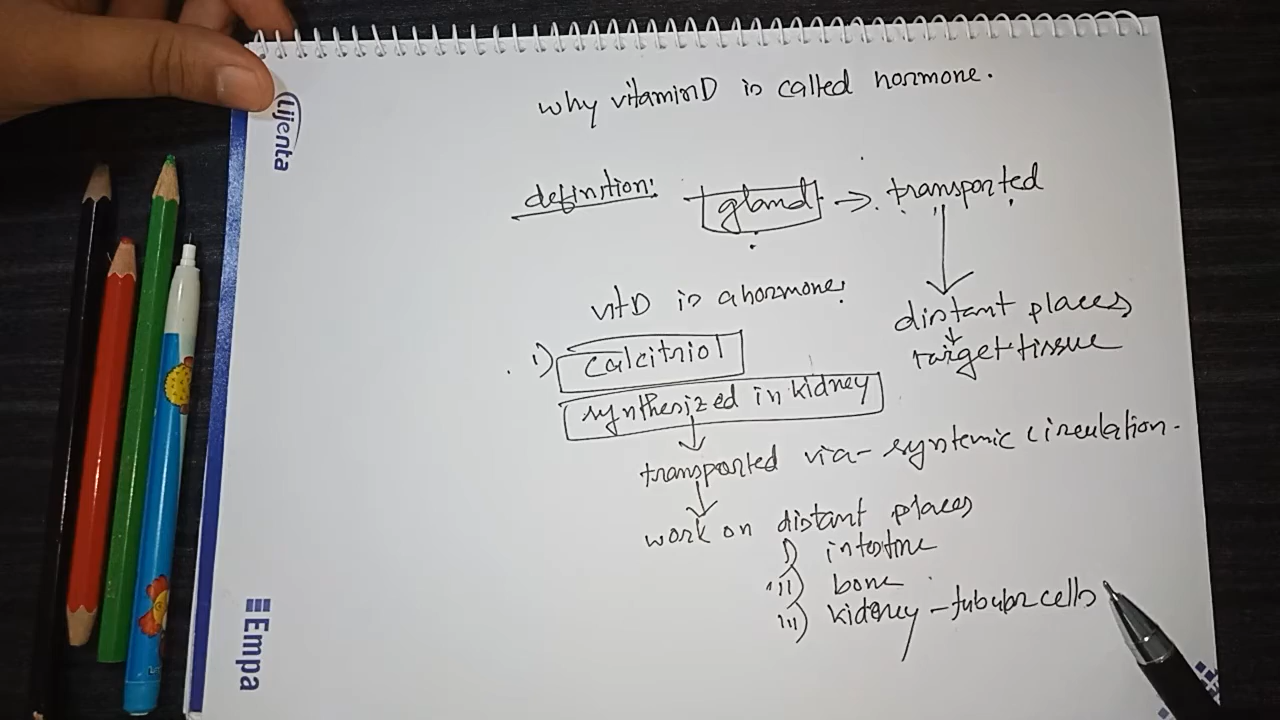 why vitaminD is called hormone.
definition: gland → transported
distant places
target tissue
vitD is a hormone:
i) calcitriol
synthesized in kidney
transported via - systemic circulation.
work on distant places
i) intestine
ii) bone
iii) kidney - tubular cells
Lijenta
Empa